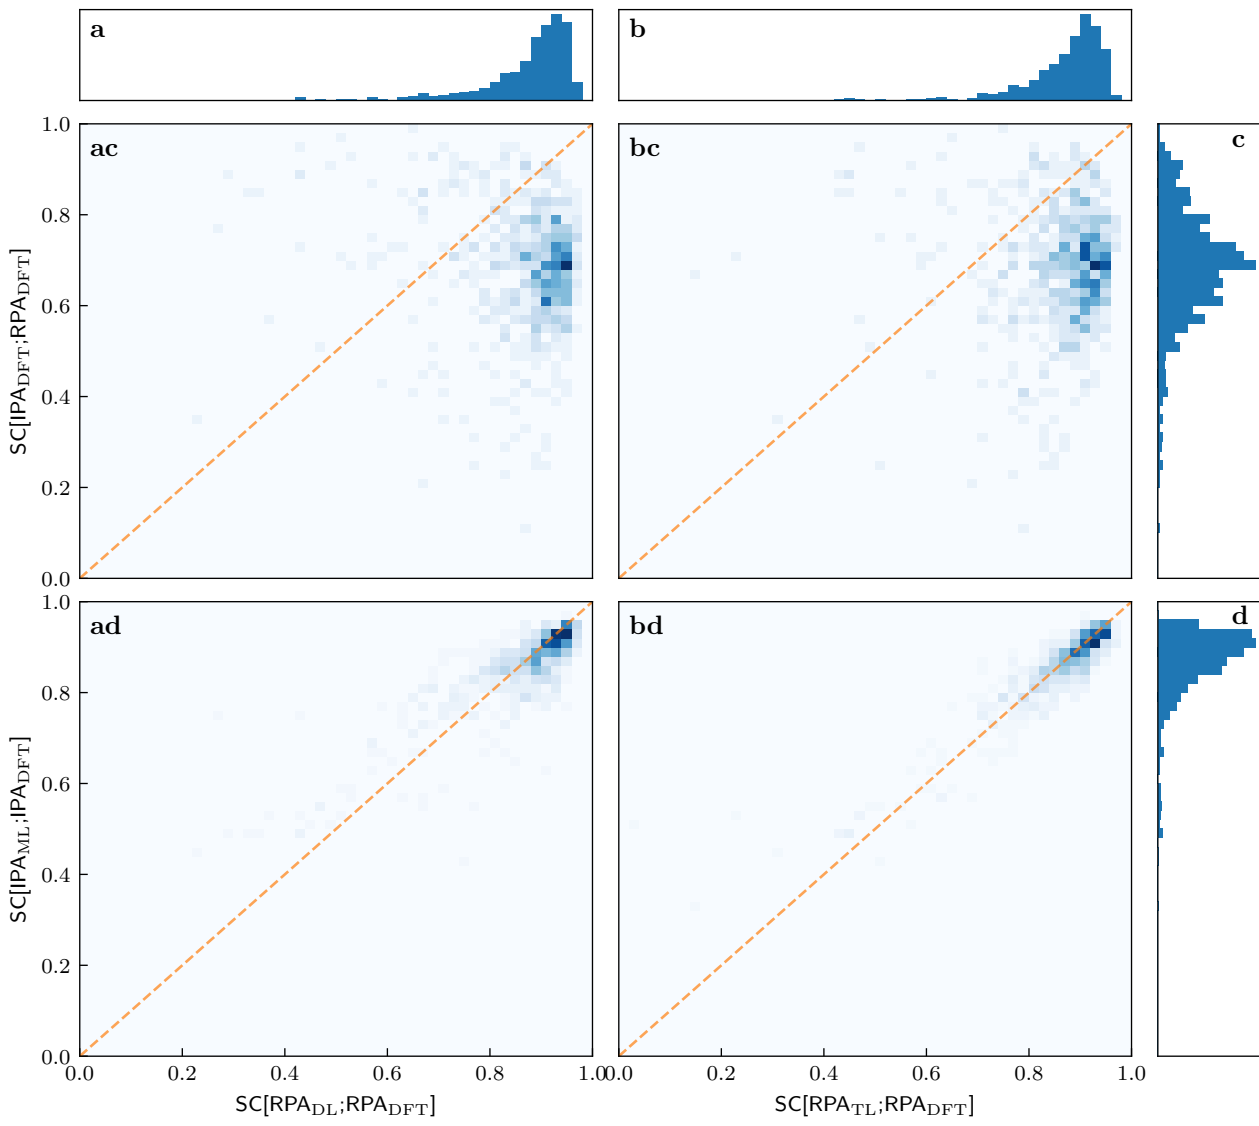 a
b
ac
bc
c
1.0
0.8
0.6
0.4
0.2
0.0
SC[IPA_DFT;RPA_DFT]
ad
bd
d
1.0
0.8
0.6
0.4
0.2
0.0
SC[IPA_ML;IPA_DFT]
0.0 0.2 0.4 0.6 0.8 1.0
0.0 0.2 0.4 0.6 0.8 1.0
SC[RPA_DL;RPA_DFT]
SC[RPA_TL;RPA_DFT]